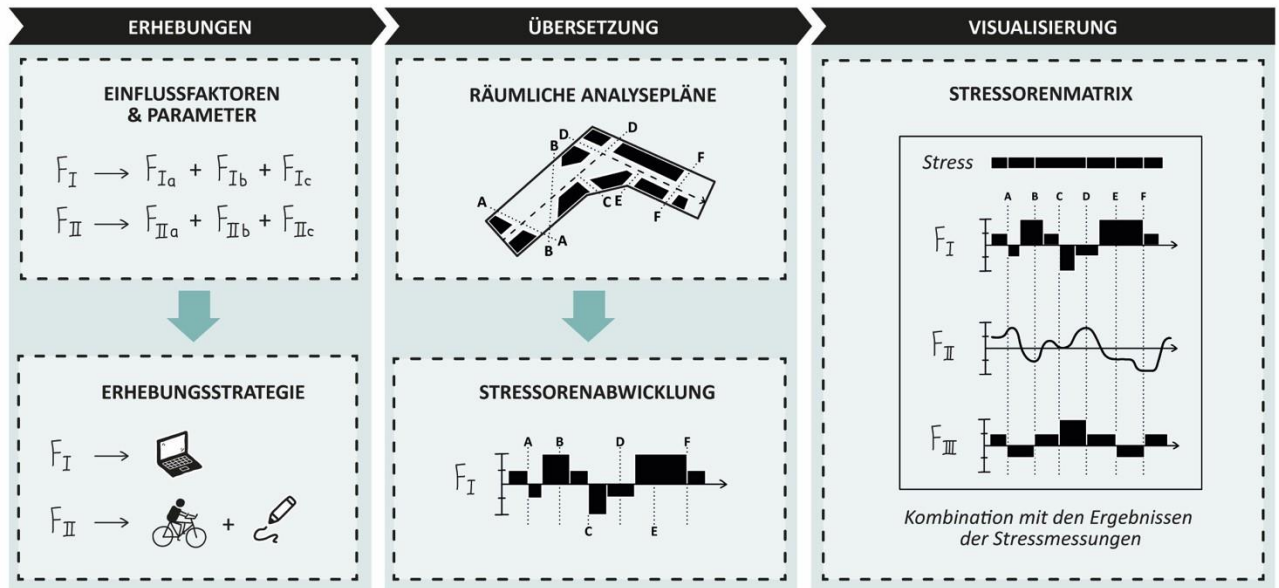 ERHEBUNGEN
EINFLUSSFAKTOREN
& PARAMETER
F_I → F_Ia + F_Ib + F_Ic
F_II → F_IIa + F_IIb + F_IIc
ERHEBUNGSSTRATEGIE
F_I →
F_II → +
ÜBERSETZUNG
RÄUMLICHE ANALYSEPLÄNE
D D
B
F
A
C E
F
A
B
STRESSORENABWICKLUNG
A B D F
F_I
C E
VISUALISIERUNG
STRESSORENMATRIX
Stress
A B C D E F
F_I
F_II
F_III
Kombination mit den Ergebnissen
der Stressmessungen